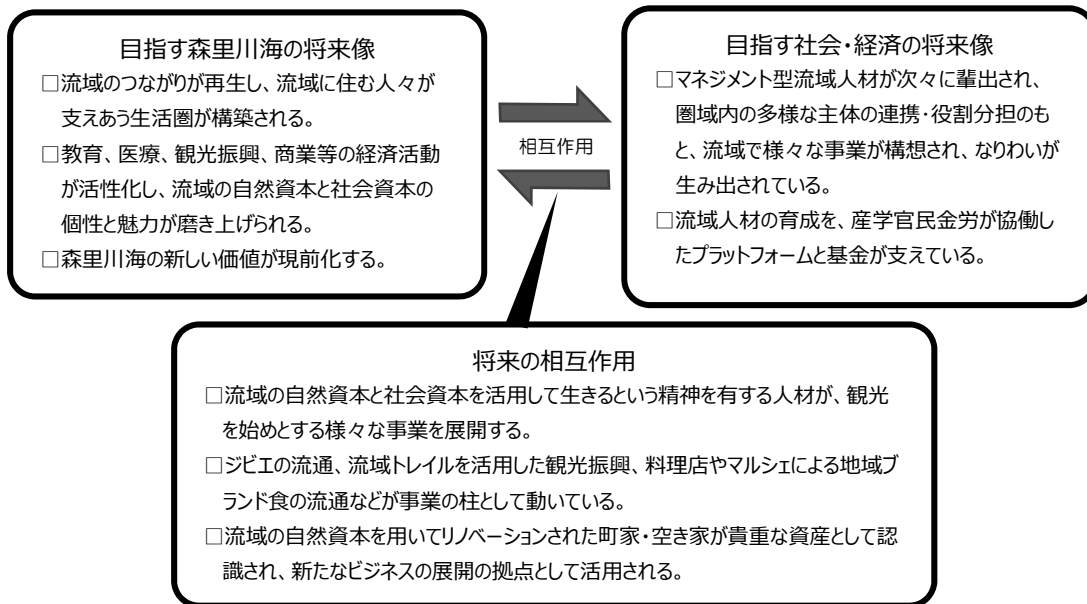 目指す森里川海の将来像
□流域のつながりが再生し、流域に住む人々が
支えあう生活圏が構築される。
□教育、医療、観光振興、商業等の経済活動
が活性化し、流域の自然資本と社会資本の
個性と魅力が磨き上げられる。
□森里川海の新しい価値が現前化する。
相互作用
目指す社会・経済の将来像
□マネジメント型流域人材が次々に輩出され、
圏域内の多様な主体の連携・役割分担のも
と、流域で様々な事業が構想され、なりわいが
生み出されている。
□流域人材の育成を、産学官民金労が協働し
たプラットフォームと基金が支えている。
将来の相互作用
□流域の自然資本と社会資本を活用して生きるという精神を有する人材が、観光
を始めとする様々な事業を展開する。
□ジビエの流通、流域トレイルを活用した観光振興、料理店やマルシェによる地域ブ
ランド食の流通などが事業の柱として動いている。
□流域の自然資本を用いてリノベーションされた町家・空き家が貴重な資産として認
識され、新たなビジネスの展開の拠点として活用される。